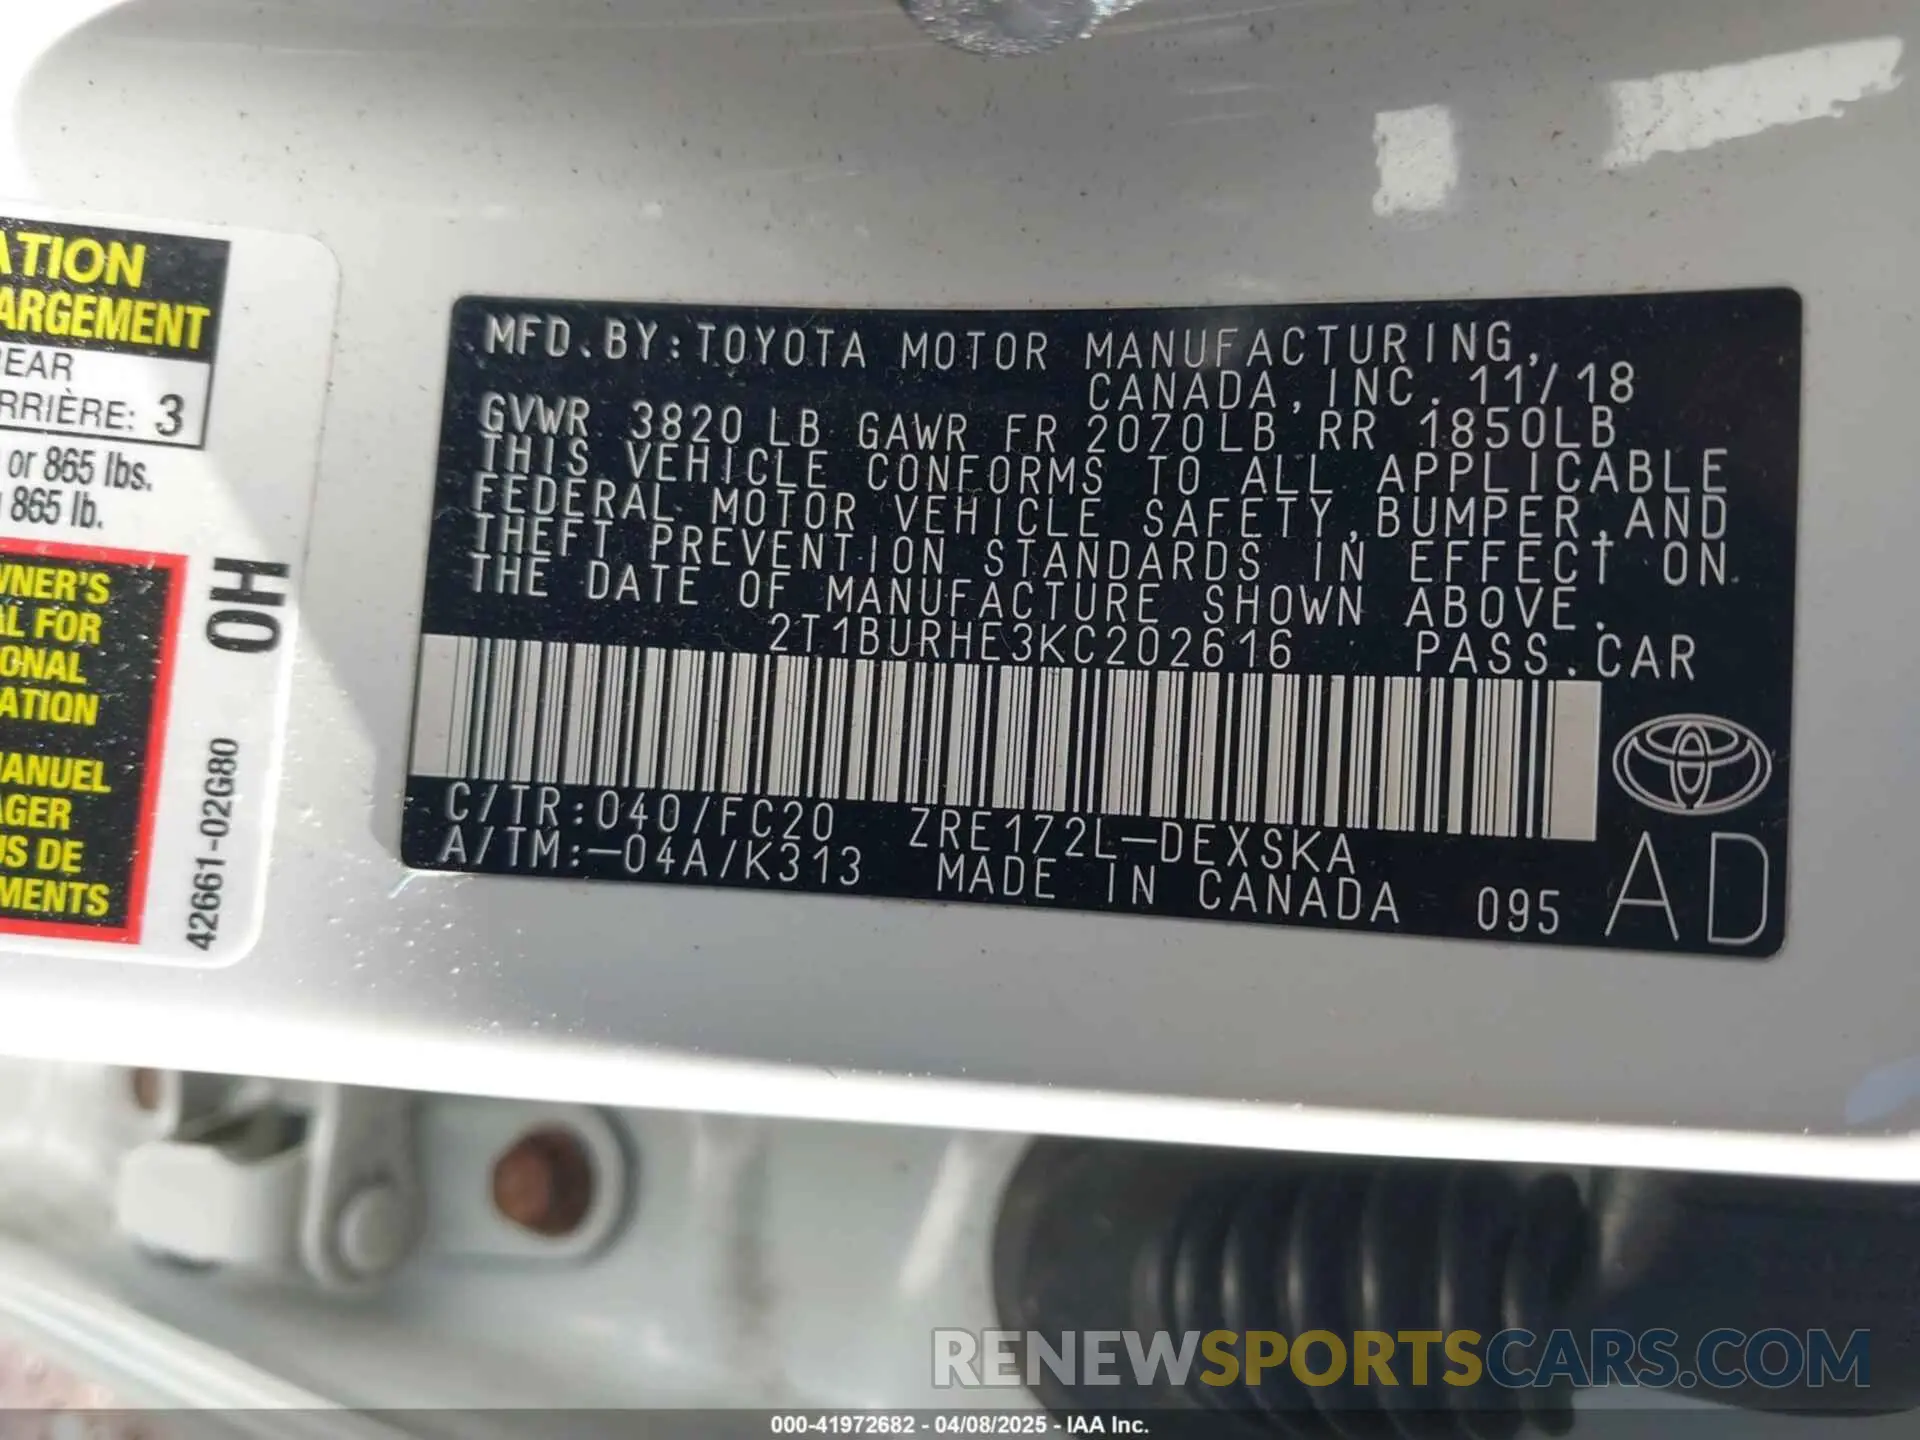 ATION
ARGEMENT
REAR
RRIÈRE: 3
or 865 lbs.
865 lb.
WNER'S
AL FOR
IONAL
ATION
MANUEL
AGER
US DE
MENTS
OH
42661-02G80
MFD.BY:TOYOTA MOTOR MANUFACTURING,
CANADA,INC. 11/18
GVWR 3820 LB GAWR FR 2070LB RR 1850LB
THIS VEHICLE CONFORMS TO ALL APPLICABLE
FEDERAL MOTOR VEHICLE SAFETY,BUMPER,AND
THEFT PREVENTION STANDARDS IN EFFECT ON
THE DATE OF MANUFACTURE SHOWN ABOVE.
2T1BURHE3KC202616 PASS.CAR
C/TR:040/FC20 ZRE172L-DEXSKA
A/TM:-04A/K313 MADE IN CANADA 095 AD
RENEWSPORTSCARS.COM
000-41972682 - 04/08/2025 - IAA Inc.